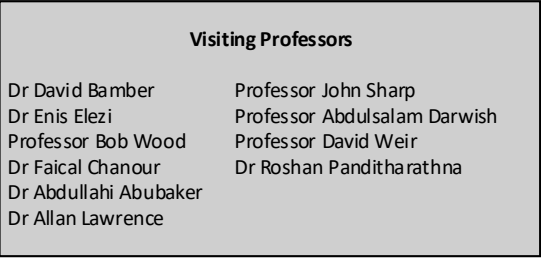 Visiting Professors
Dr David Bamber
Dr Enis Elezi
Professor Bob Wood
Dr Faical Chanour
Dr Abdullahi Abubaker
Dr Allan Lawrence
Professor John Sharp
Professor Abdulsalam Darwish
Professor David Weir
Dr Roshan Panditharathna